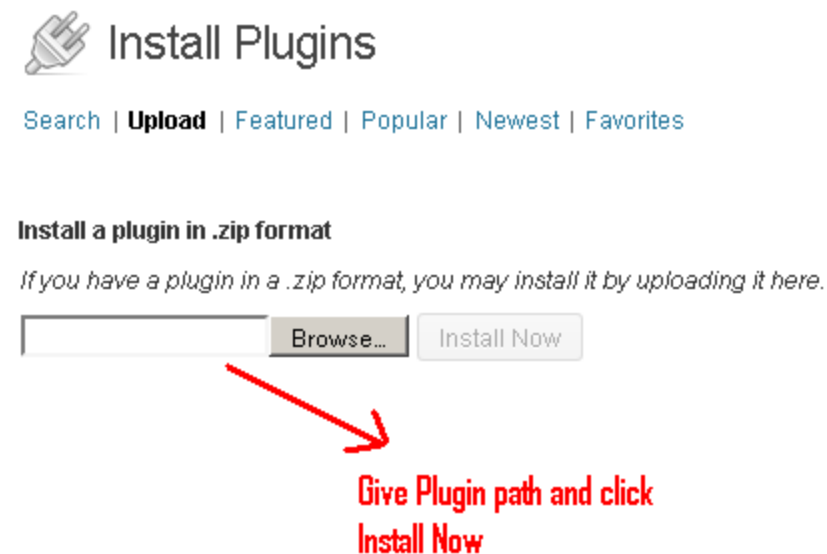 Install Plugins
Search | Upload | Featured | Popular | Newest | Favorites
Install a plugin in .zip format
If you have a plugin in a .zip format, you may install it by uploading it here.
Browse... Install Now
Give Plugin path and click
Install Now